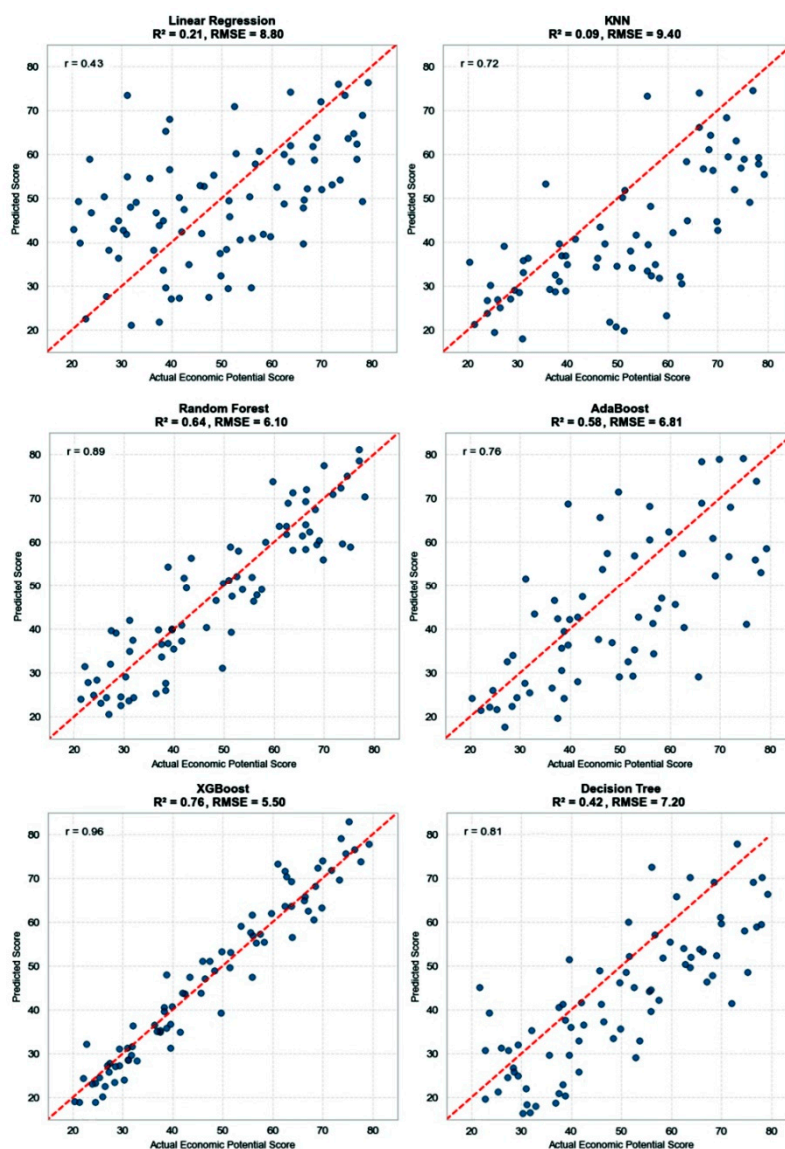 Linear Regression
R² = 0.21, RMSE = 8.80
r = 0.43
80
70
60
50
40
30
20
Predicted Score
20 30 40 50 60 70 80
Actual Economic Potential Score
KNN
R² = 0.09, RMSE = 9.40
r = 0.72
80
70
60
50
40
30
20
Predicted Score
20 30 40 50 60 70 80
Actual Economic Potential Score
Random Forest
R² = 0.64, RMSE = 6.10
r = 0.89
80
70
60
50
40
30
20
Predicted Score
20 30 40 50 60 70 80
Actual Economic Potential Score
AdaBoost
R² = 0.58, RMSE = 6.81
r = 0.76
80
70
60
50
40
30
20
Predicted Score
20 30 40 50 60 70 80
Actual Economic Potential Score
XGBoost
R² = 0.76, RMSE = 5.50
r = 0.96
80
70
60
50
40
30
20
Predicted Score
20 30 40 50 60 70 80
Actual Economic Potential Score
Decision Tree
R² = 0.42, RMSE = 7.20
r = 0.81
80
70
60
50
40
30
20
Predicted Score
20 30 40 50 60 70 80
Actual Economic Potential Score